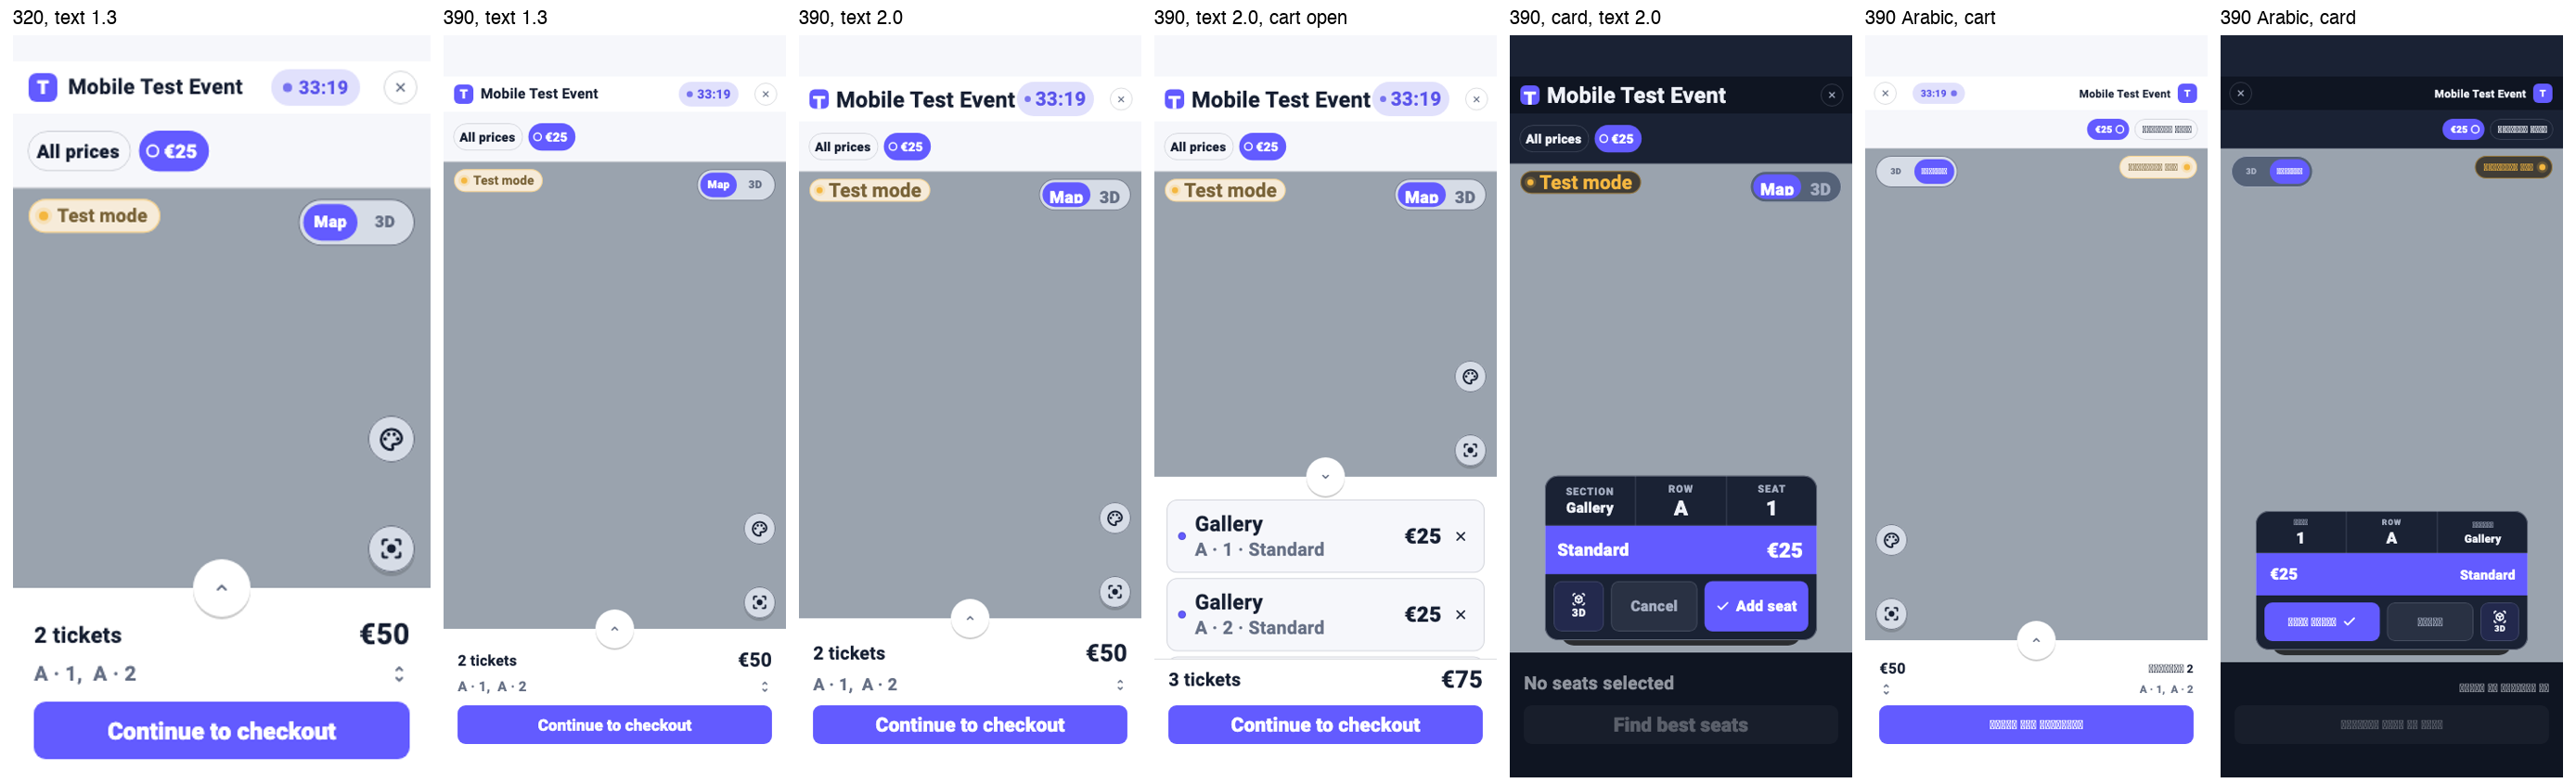 320, text 1.3
T Mobile Test Event 33:19
All prices €25
Test mode Map 3D
2 tickets €50
A · 1, A · 2
Continue to checkout
390, text 1.3
T Mobile Test Event 33:19
All prices €25
Test mode Map 3D
2 tickets €50
A · 1, A · 2
Continue to checkout
390, text 2.0
T Mobile Test Event 33:19
All prices €25
Test mode Map 3D
2 tickets €50
A · 1, A · 2
Continue to checkout
390, text 2.0, cart open
T Mobile Test Event 33:19
All prices €25
Test mode Map 3D
Gallery
A · 1 · Standard
€25
Gallery
A · 2 · Standard
€25
3 tickets €75
Continue to checkout
390, card, text 2.0
T Mobile Test Event
All prices €25
Test mode Map 3D
SECTION ROW SEAT
Gallery A 1
Standard €25
3D Cancel Add seat
No seats selected
Find best seats
390 Arabic, cart
33:19 Mobile Test Event T
€25
3D
€50 2
A · 1, A · 2
390 Arabic, card
Mobile Test Event T
€25
3D
ROW
1 A Gallery
€25 Standard
3D